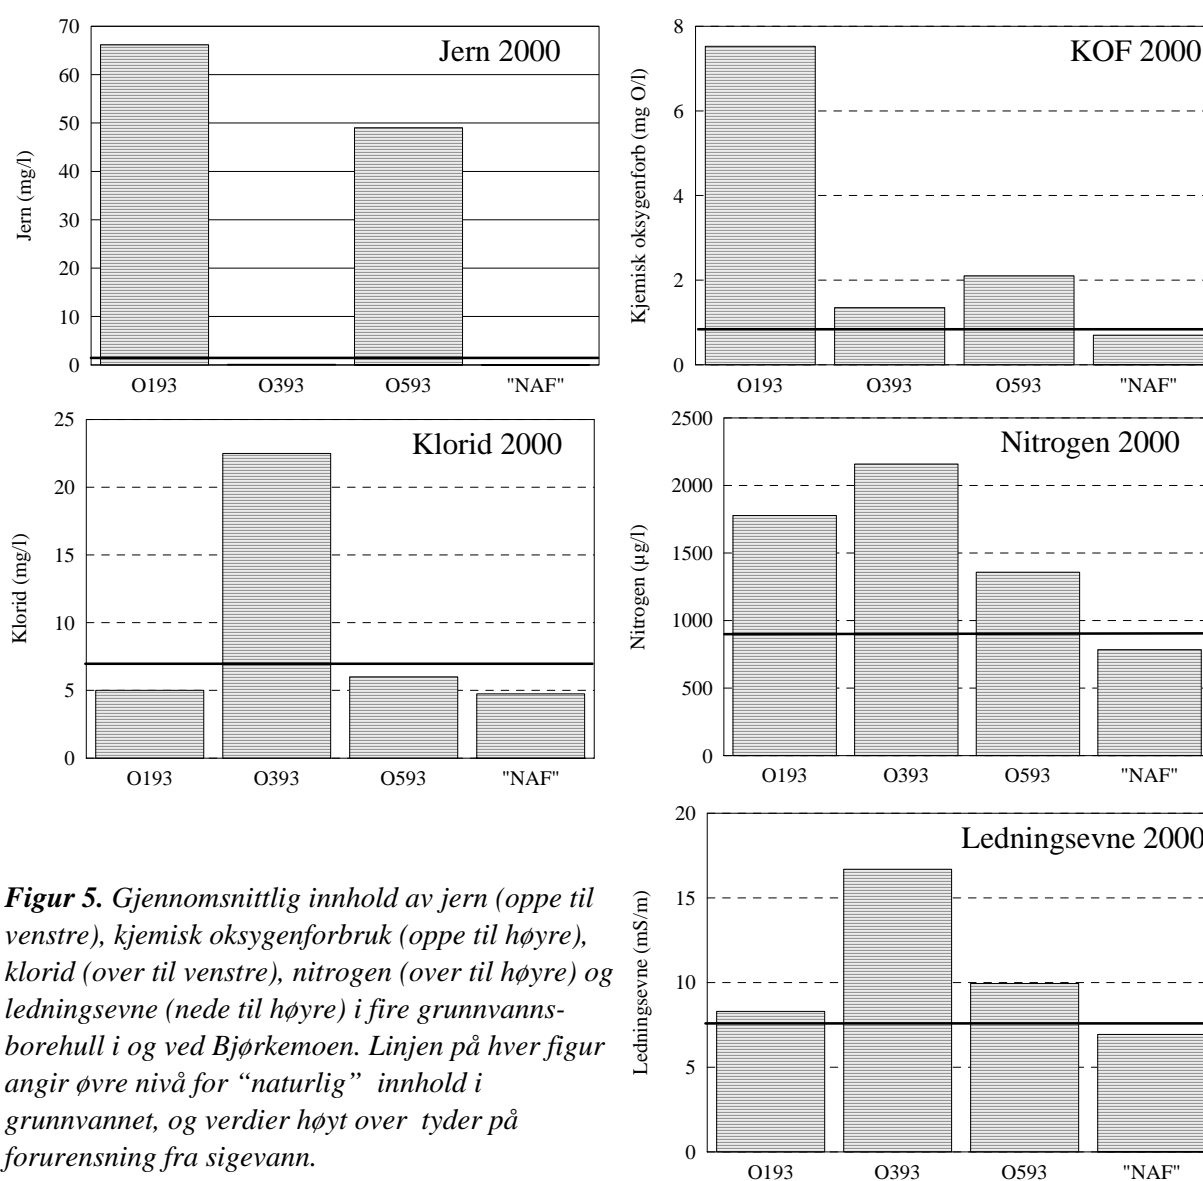 Jern 2000
Jern (mg/l)
70
60
50
40
30
20
10
0
O193 O393 O593 "NAF"
KOF 2000
Kjemisk oksygenforb (mg O/l)
8
6
4
2
0
O193 O393 O593 "NAF"
Klorid 2000
Klorid (mg/l)
25
20
15
10
5
0
O193 O393 O593 "NAF"
Nitrogen 2000
Nitrogen (µg/l)
2500
2000
1500
1000
500
0
O193 O393 O593 "NAF"
Ledningsevne 2000
Ledningsevne (mS/m)
20
15
10
5
0
O193 O393 O593 "NAF"
Figur 5. Gjennomsnittlig innhold av jern (oppe til
venstre), kjemisk oksygenforbruk (oppe til høyre),
klorid (over til venstre), nitrogen (over til høyre) og
ledningsevne (nede til høyre) i fire grunnvanns-
borehull i og ved Bjørkemoen. Linjen på hver figur
angir øvre nivå for “naturlig” innhold i
grunnvannet, og verdier høyt over tyder på
forurensning fra sigevann.